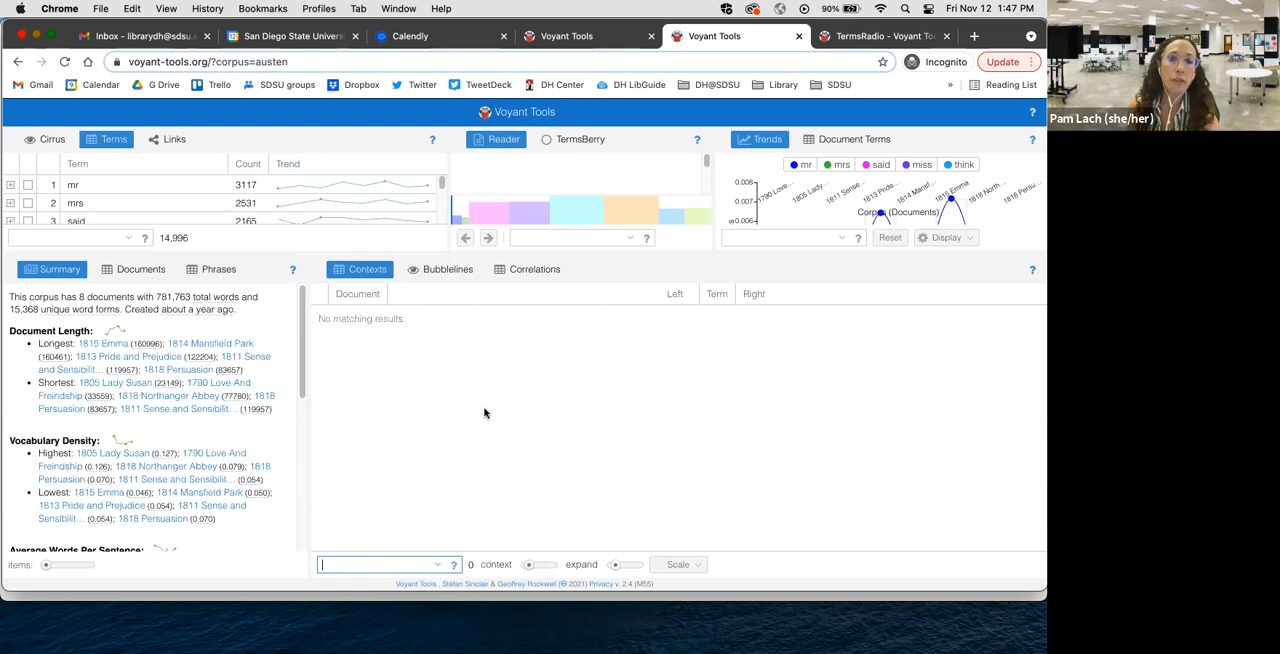 Chrome File Edit View History Bookmarks Profiles Tab Window Help 90% Fri Nov 12 1:47 PM
Inbox - librarydh@sdsu. × San Diego State Univers × Calendly × Voyant Tools × Voyant Tools × TermsRadio - Voyant To × +
voyant-tools.org/?corpus=austen Incognito Update
Gmail Calendar G Drive Trello SDSU groups Dropbox Twitter TweetDeck DH Center DH LibGuide DH@SDSU Library SDSU » Reading List
Pam Lach (she/her)
Voyant Tools ?
Cirrus Terms Links ?
Term Count Trend
1 mr 3117
2 mrs 2531
3 said 2165
? 14,996
Reader TermsBerry ?
?
Trends Document Terms ?
mr mrs said miss think
0.008
0.007
0.006
1790 Love... 1805 Lady... 1811 Sense... 1813 Prid... 1814 Mansf... 1815 Emma 1818 North... 1818 Persu...
Corpus (Documents)
? Reset Display
Summary Documents Phrases ?
This corpus has 8 documents with 781,763 total words and
15,368 unique word forms. Created about a year ago.
Document Length:
Longest: 1815 Emma (160996); 1814 Mansfield Park
(160461); 1813 Pride and Prejudice (122204); 1811 Sense
and Sensibilit... (119957); 1818 Persuasion (83657)
Shortest: 1805 Lady Susan (23149); 1790 Love And
Freindship (33559); 1818 Northanger Abbey (77780); 1818
Persuasion (83657); 1811 Sense and Sensibilit... (119957)
Vocabulary Density:
Highest: 1805 Lady Susan (0.127); 1790 Love And
Freindship (0.126); 1818 Northanger Abbey (0.079); 1818
Persuasion (0.070); 1811 Sense and Sensibilit... (0.054)
Lowest: 1815 Emma (0.046); 1814 Mansfield Park (0.050);
1813 Pride and Prejudice (0.054); 1811 Sense and
Sensibilit... (0.054); 1818 Persuasion (0.070)
Average Words Per Sentence:
items:
Contexts Bubblelines Correlations ?
Document Left Term Right
No matching results.
? 0 context expand Scale
Voyant Tools , Stéfan Sinclair & Geoffrey Rockwell (© 2021) Privacy v. 2.4 (M55)